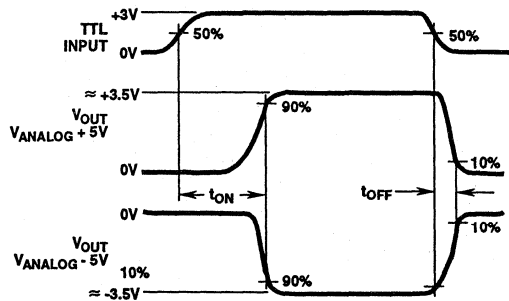 +3V
TTL
INPUT
50%
50%
0V
≈ +3.5V
90%
VOUT
VANALOG + 5V
10%
0V
tON
tOFF
0V
10%
VOUT
VANALOG - 5V
10%
90%
≈ -3.5V